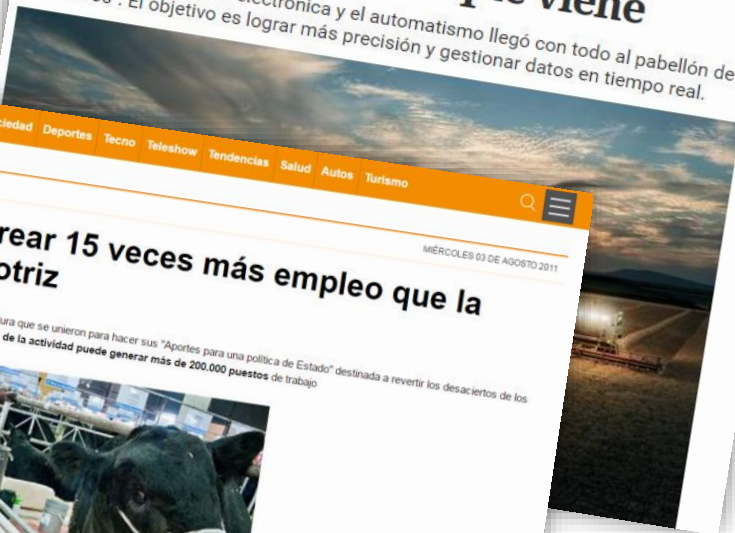 viene
electrónica y el automatismo llegó con todo al pabellón de
El objetivo es lograr más precisión y gestionar datos en tiempo real.
Deportes Tecno Teleshow Tendencias Salud Autos Turismo
MIÉRCOLES 03 DE AGOSTO 2011
rear 15 veces más empleo que la
otriz
ura que se unieron para hacer sus "Aportes para una política de Estado" destinada a revertir los desaciertos de los
de la actividad puede generar más de 200.000 puestos de trabajo